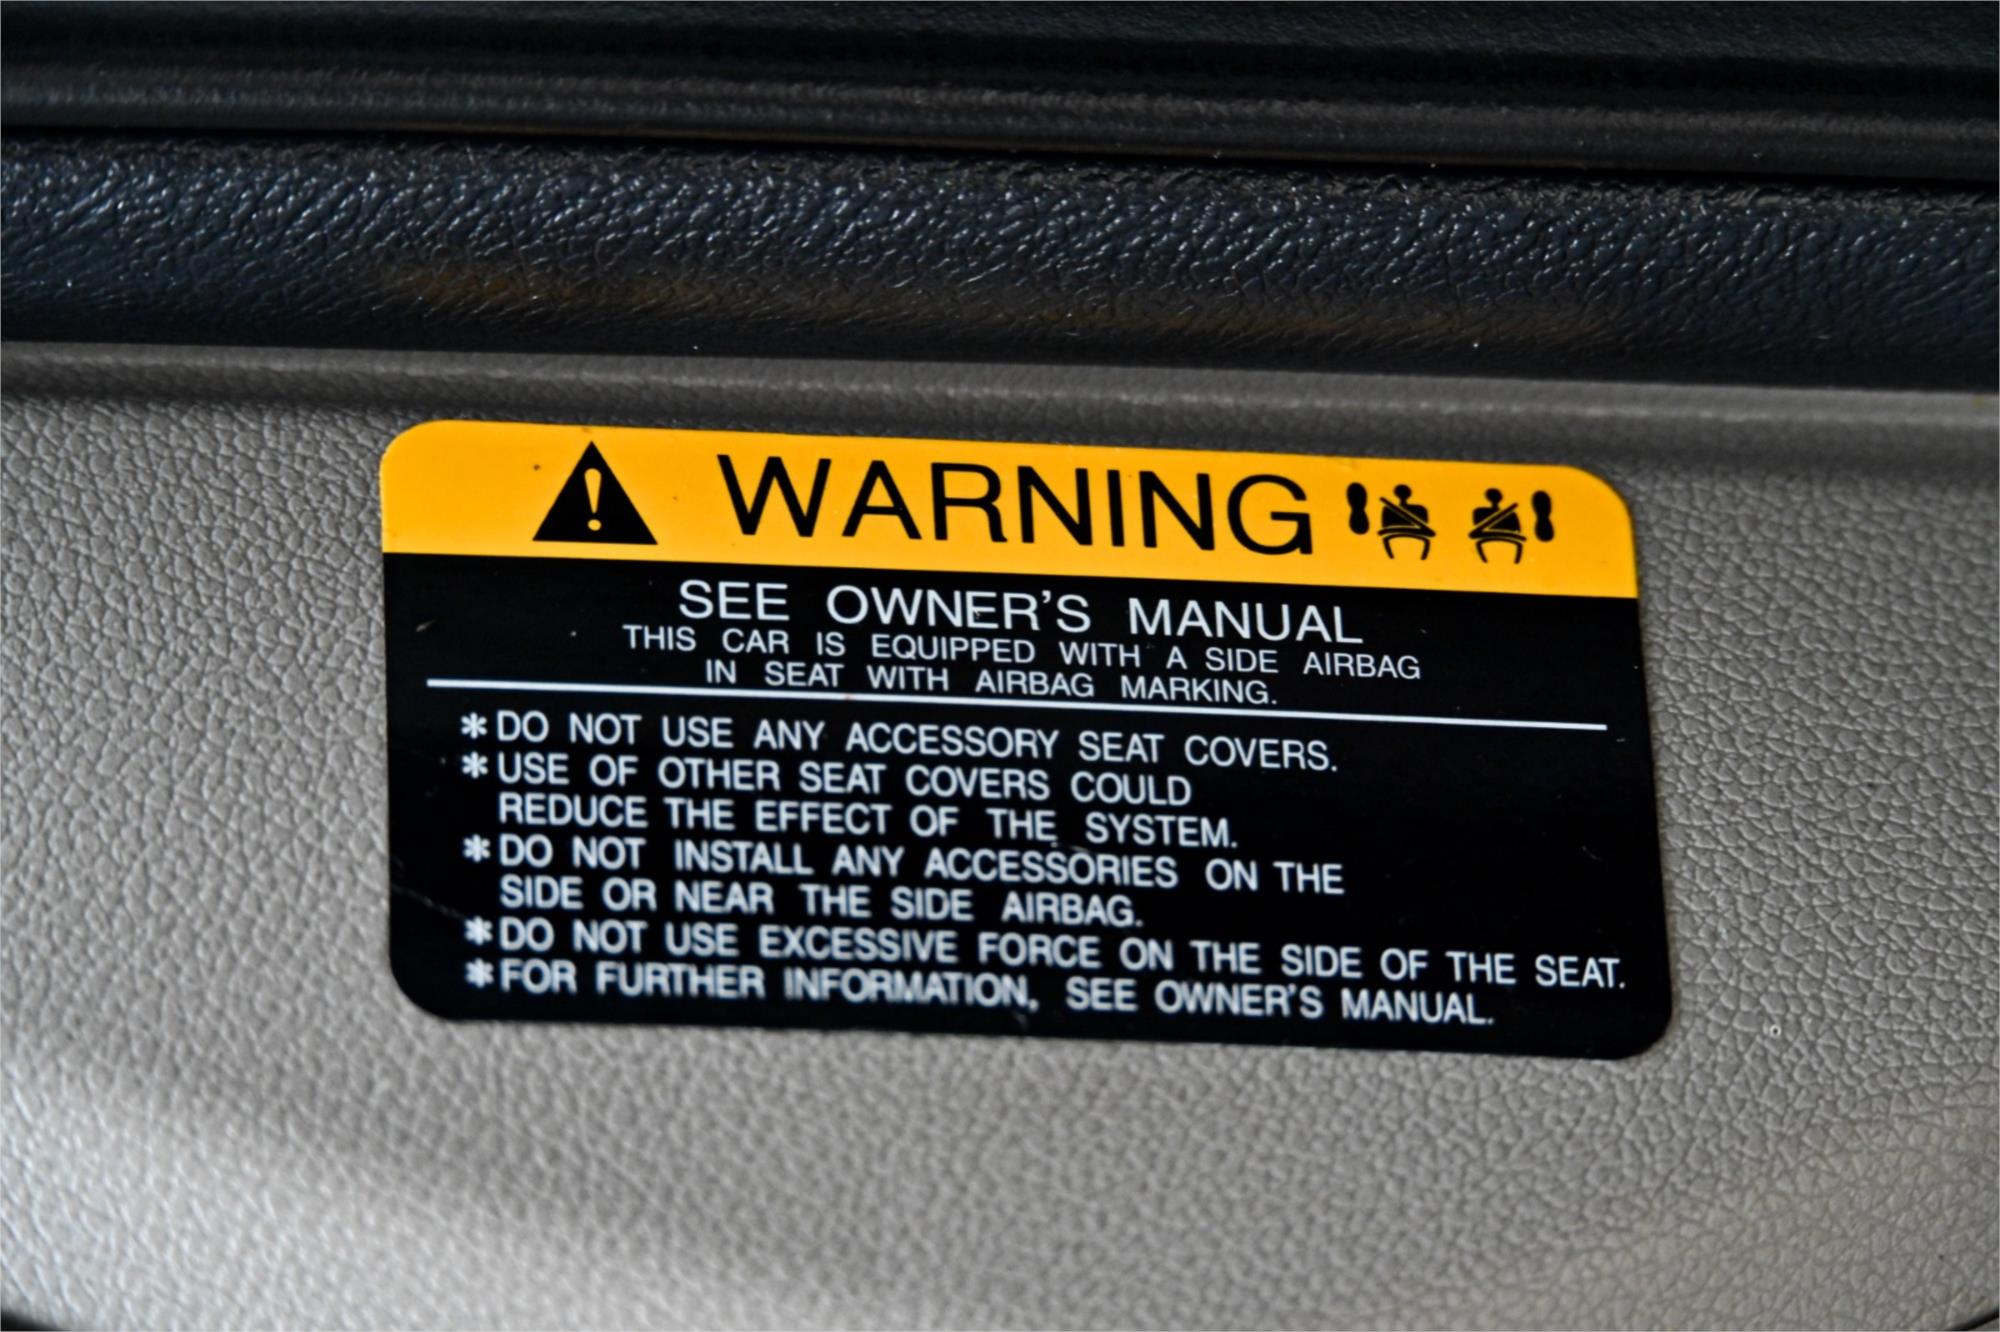 WARNING
SEE OWNER'S MANUAL
THIS CAR IS EQUIPPED WITH A SIDE AIRBAG
IN SEAT WITH AIRBAG MARKING.
*DO NOT USE ANY ACCESSORY SEAT COVERS.
*USE OF OTHER SEAT COVERS COULD
REDUCE THE EFFECT OF THE SYSTEM.
*DO NOT INSTALL ANY ACCESSORIES ON THE
SIDE OR NEAR THE SIDE AIRBAG.
*DO NOT USE EXCESSIVE FORCE ON THE SIDE OF THE SEAT.
*FOR FURTHER INFORMATION, SEE OWNER'S MANUAL.